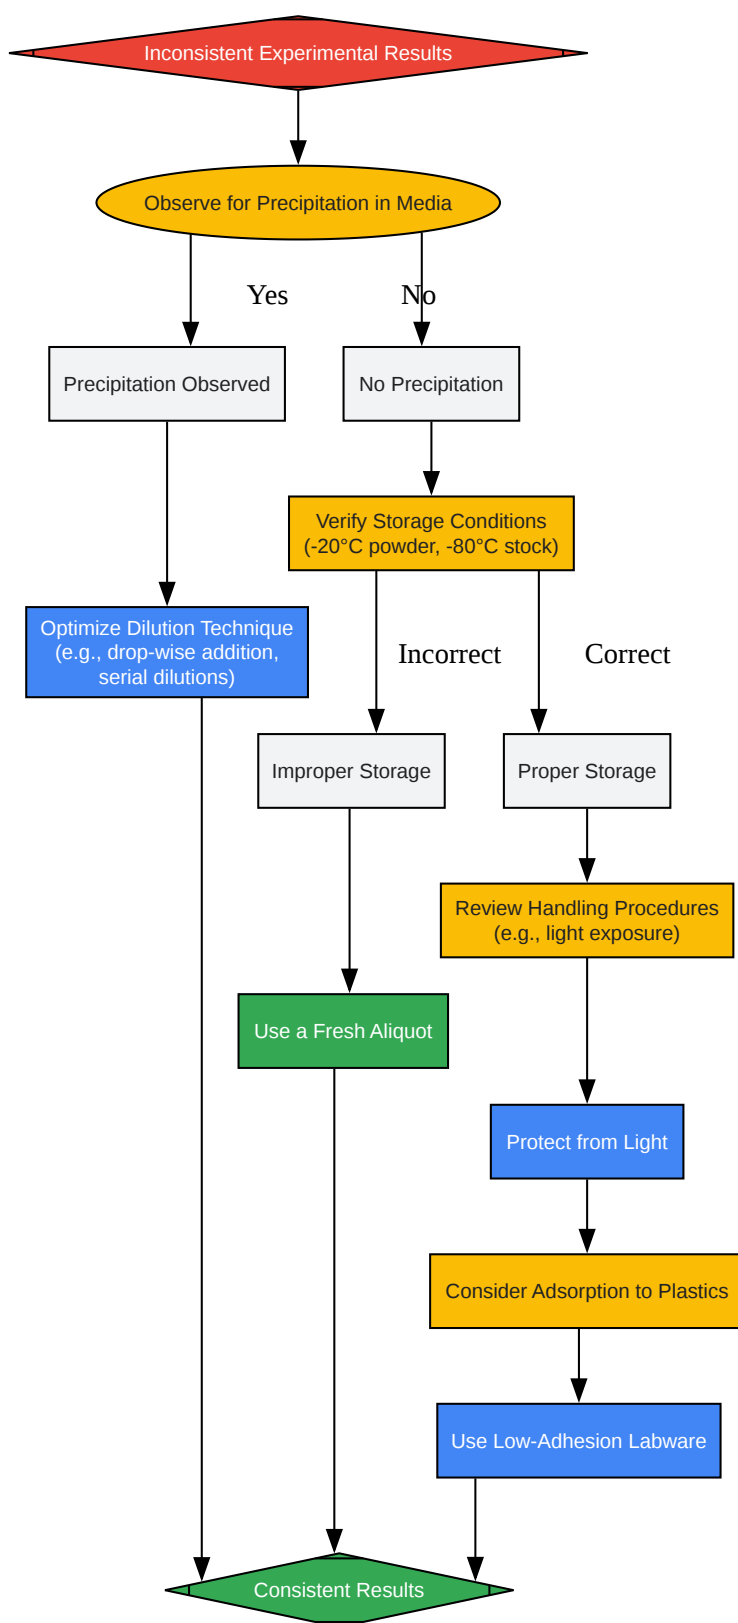 Inconsistent Experimental Results
Observe for Precipitation in Media
Yes
No
Precipitation Observed
No Precipitation
Verify Storage Conditions
(-20°C powder, -80°C stock)
Optimize Dilution Technique
(e.g., drop-wise addition,
serial dilutions)
Incorrect
Correct
Improper Storage
Proper Storage
Review Handling Procedures
(e.g., light exposure)
Use a Fresh Aliquot
Protect from Light
Consider Adsorption to Plastics
Use Low-Adhesion Labware
Consistent Results